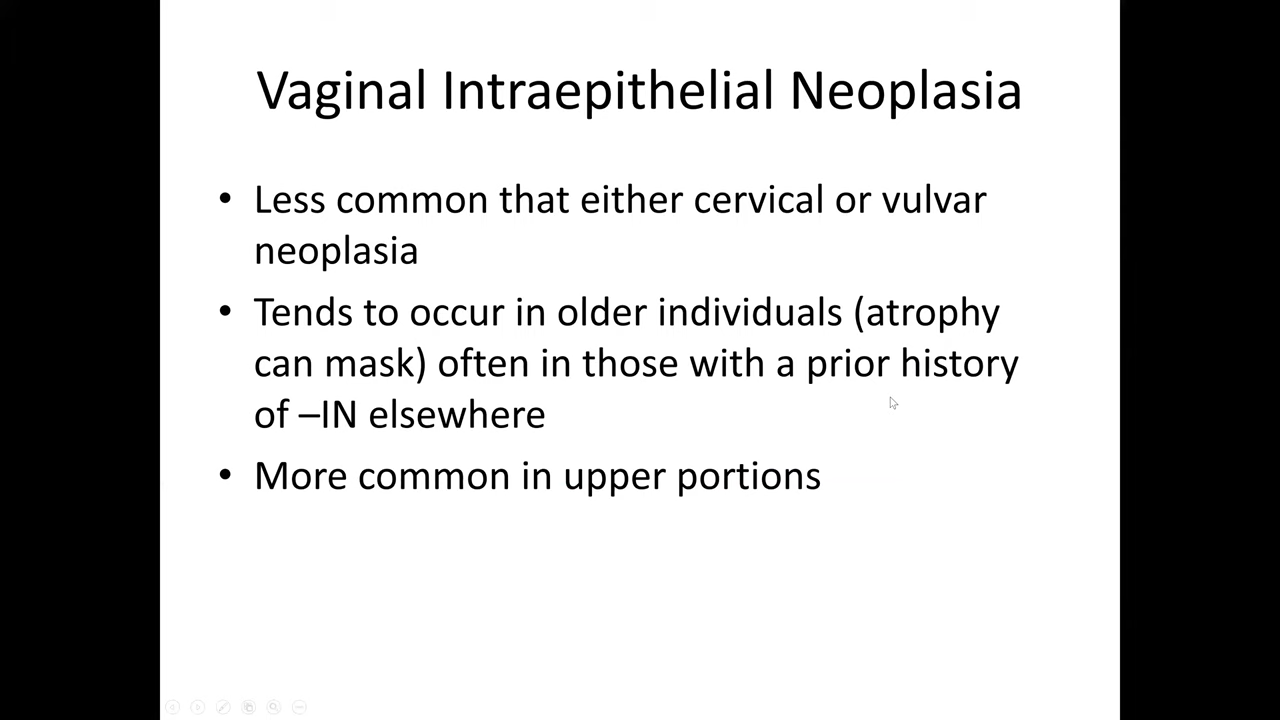 Vaginal Intraepithelial Neoplasia
• Less common that either cervical or vulvar
neoplasia
• Tends to occur in older individuals (atrophy
can mask) often in those with a prior history
of –IN elsewhere
• More common in upper portions